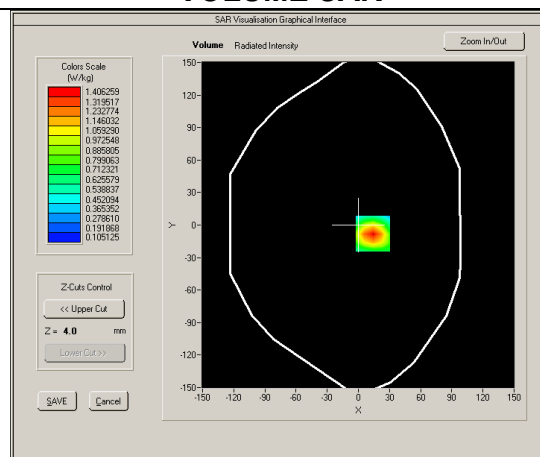 SAR Visualisation Graphical Interface
Volume Radiated Intensity
Zoom In/Out
Colors Scale
(W/kg)
1.406259
1.319517
1.232774
1.146032
1.059290
0.972548
0.885805
0.799063
0.712321
0.625579
0.538837
0.452094
0.365352
0.278610
0.191868
0.105125
Z-Cuts Control
<< Upper Cut
Z = 4.0 mm
Lower Cut >>
SAVE
Cancel
150
120
90
60
30
0
-30
-60
-90
-120
-150
Y
-150 -120 -90 -60 -30 0 30 60 90 120 150
X